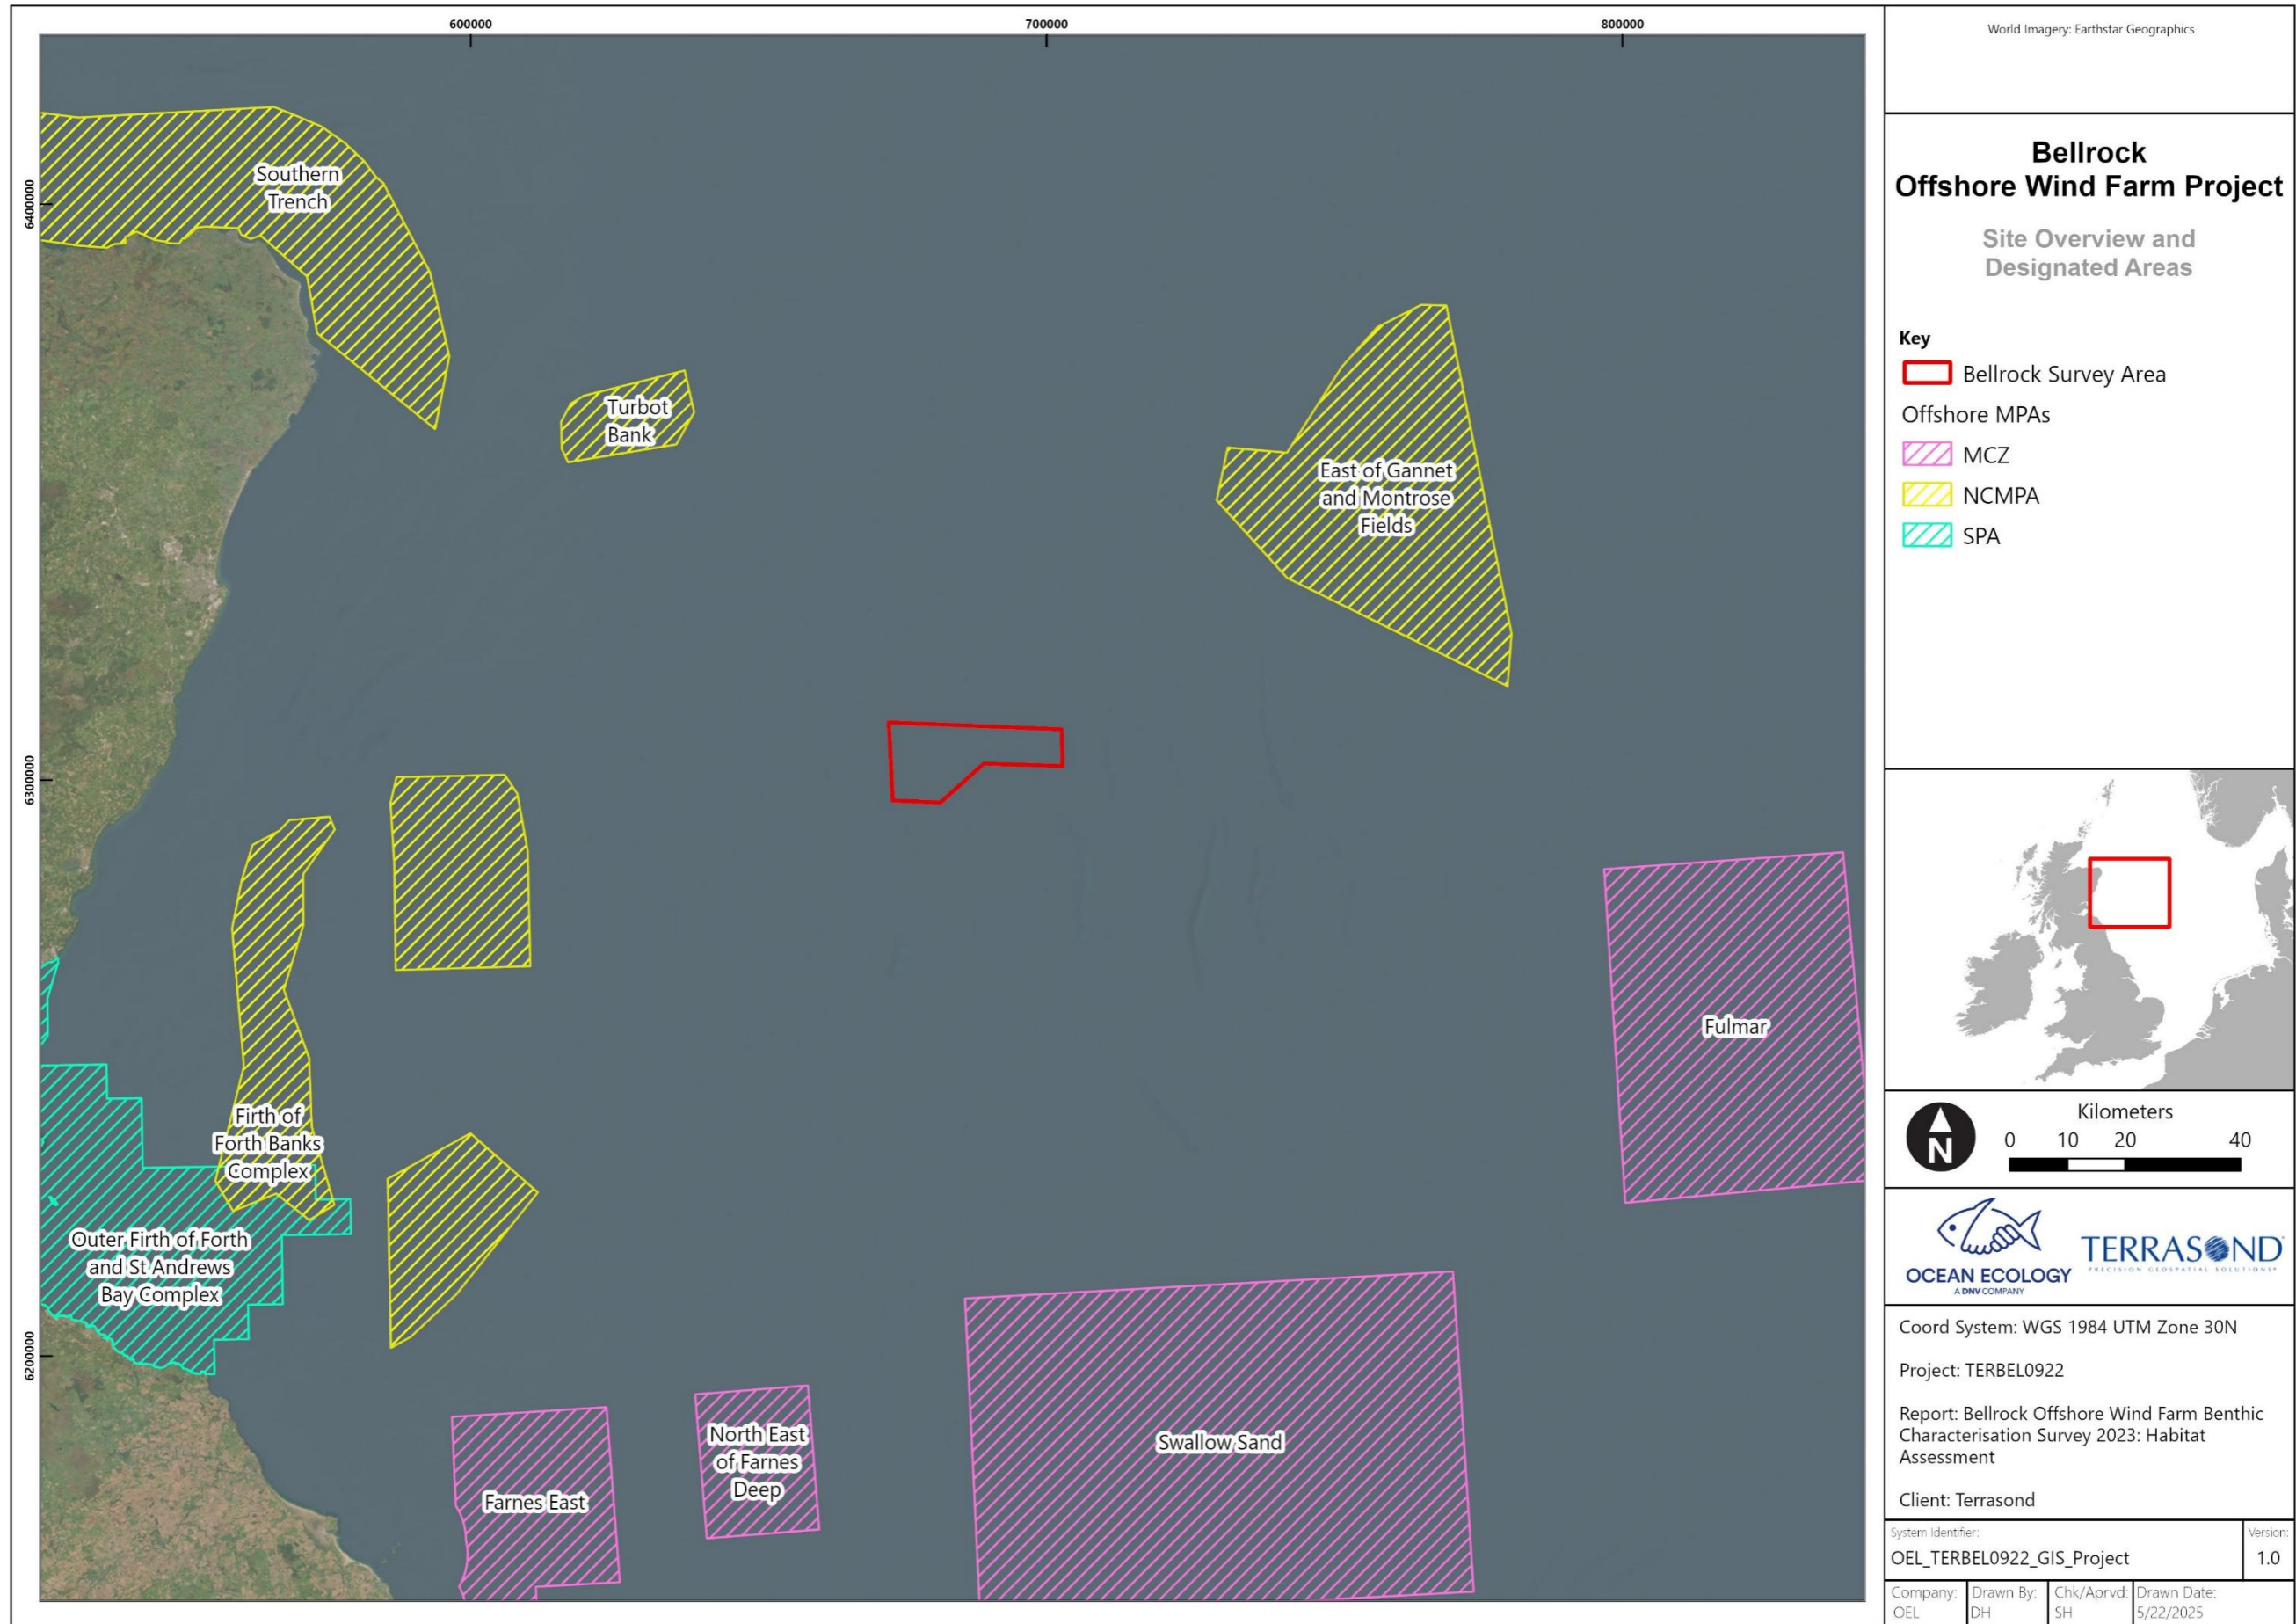 600000
700000
800000
6400000
6300000
6200000
Southern
Trench
Turbot
Bank
East of Gannet
and Montrose
Fields
Fulmar
Firth of
Forth Banks
Complex
Outer Firth of Forth
and St Andrews
Bay Complex
Swallow Sand
North East
of Farnes
Deep
Farnes East
World Imagery: Earthstar Geographics
Bellrock
Offshore Wind Farm Project
Site Overview and
Designated Areas
Key
Bellrock Survey Area
Offshore MPAs
MCZ
NCMPA
SPA
Kilometers
0 10 20 40
N
OCEAN ECOLOGY
A DNV COMPANY
TERRASOND
PRECISION GEOSPATIAL SOLUTIONS®
Coord System: WGS 1984 UTM Zone 30N
Project: TERBEL0922
Report: Bellrock Offshore Wind Farm Benthic
Characterisation Survey 2023: Habitat
Assessment
Client: Terrasond
System Identifier:
OEL_TERBEL0922_GIS_Project
Version:
1.0
Company:
OEL
Drawn By:
DH
Chk/Aprvd:
SH
Drawn Date:
5/22/2025